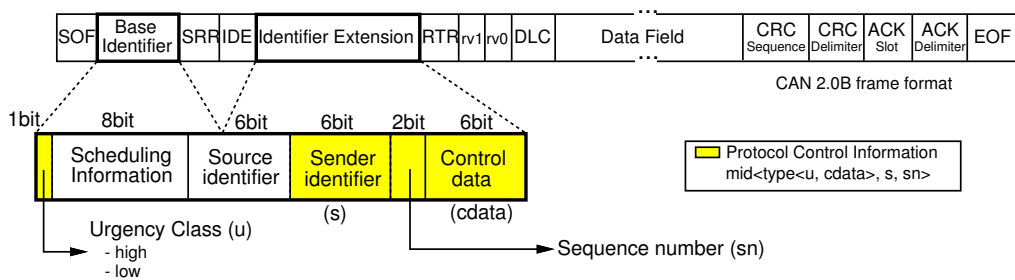 ...
SOF Base Identifier SRR IDE Identifier Extension RTR rv1 rv0 DLC Data Field CRC Sequence CRC Delimiter ACK Slot ACK Delimiter EOF
...
CAN 2.0B frame format
1bit 8bit 6bit 6bit 2bit 6bit
Scheduling Information Source identifier Sender identifier Control data
(s) (cdata)
Protocol Control Information
mid<type<u, cdata>, s, sn>
Urgency Class (u)
- high
- low
Sequence number (sn)